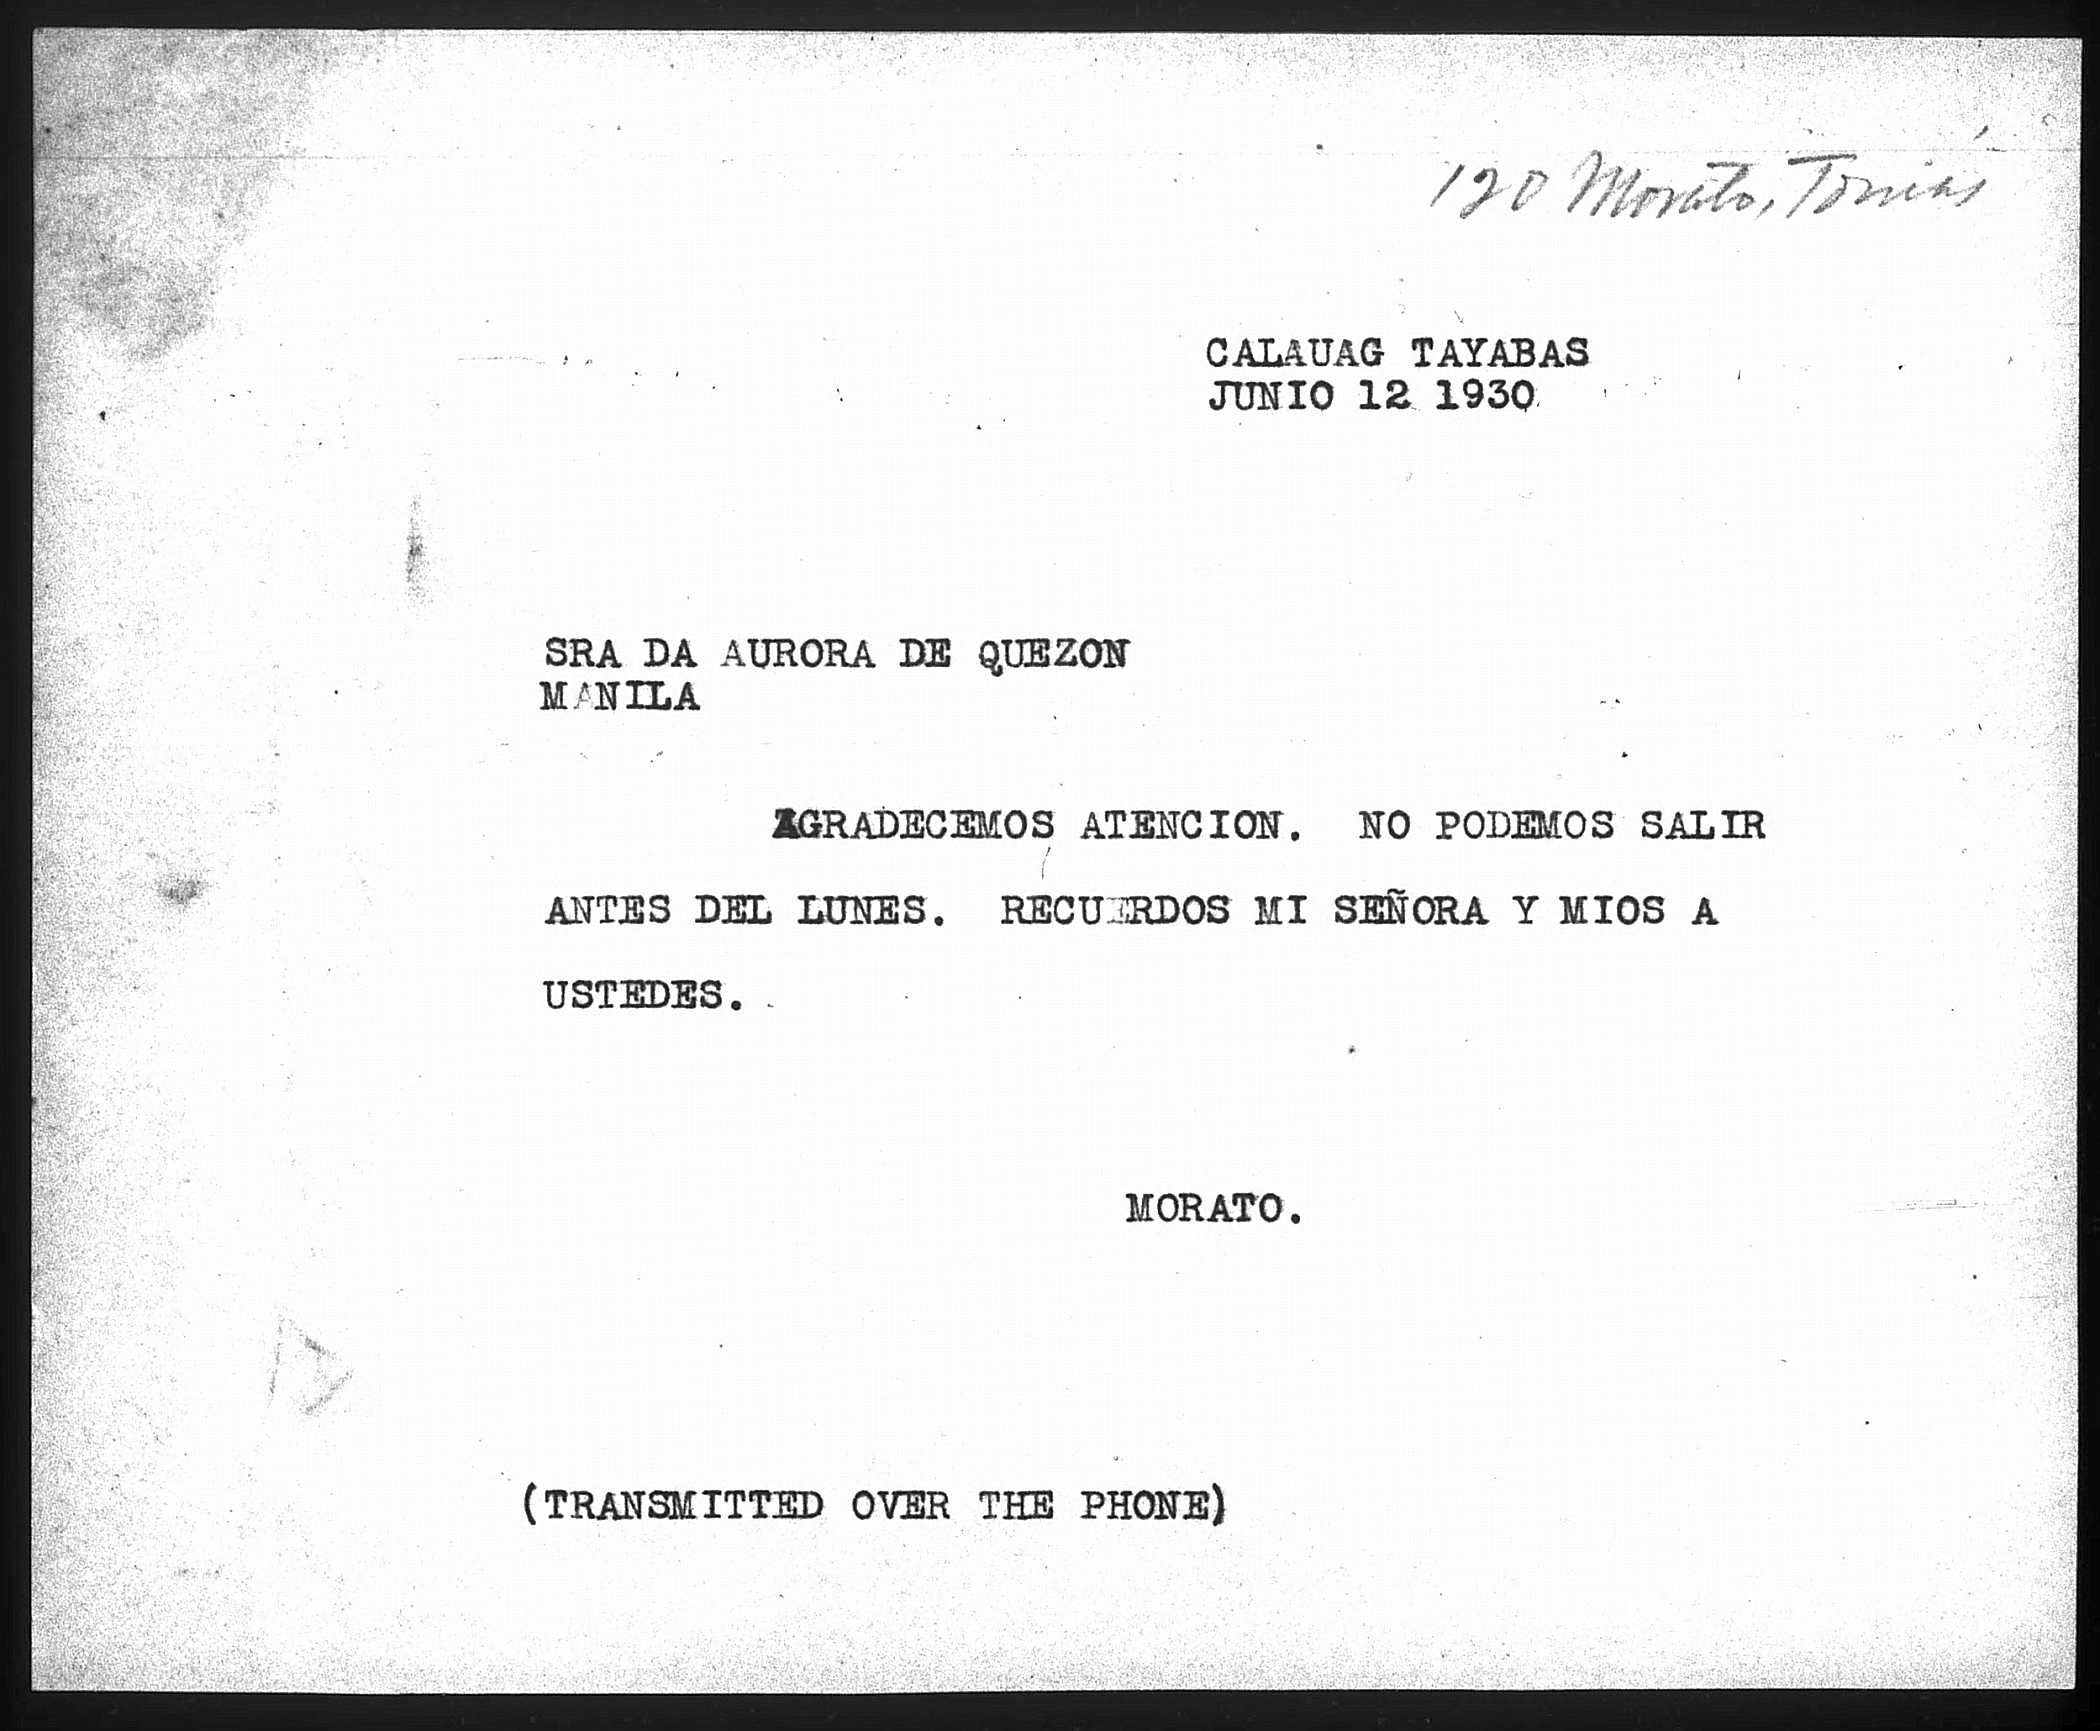 120 Morato, Tomás
CALAUAG TAYABAS
JUNIO 12 1930
SRA DA AURORA DE QUEZON
MANILA
AGRADECEMOS ATENCION. NO PODEMOS SALIR
ANTES DEL LUNES. RECUERDOS MI SEÑORA Y MIOS A
USTEDES.
MORATO.
(TRANSMITTED OVER THE PHONE)